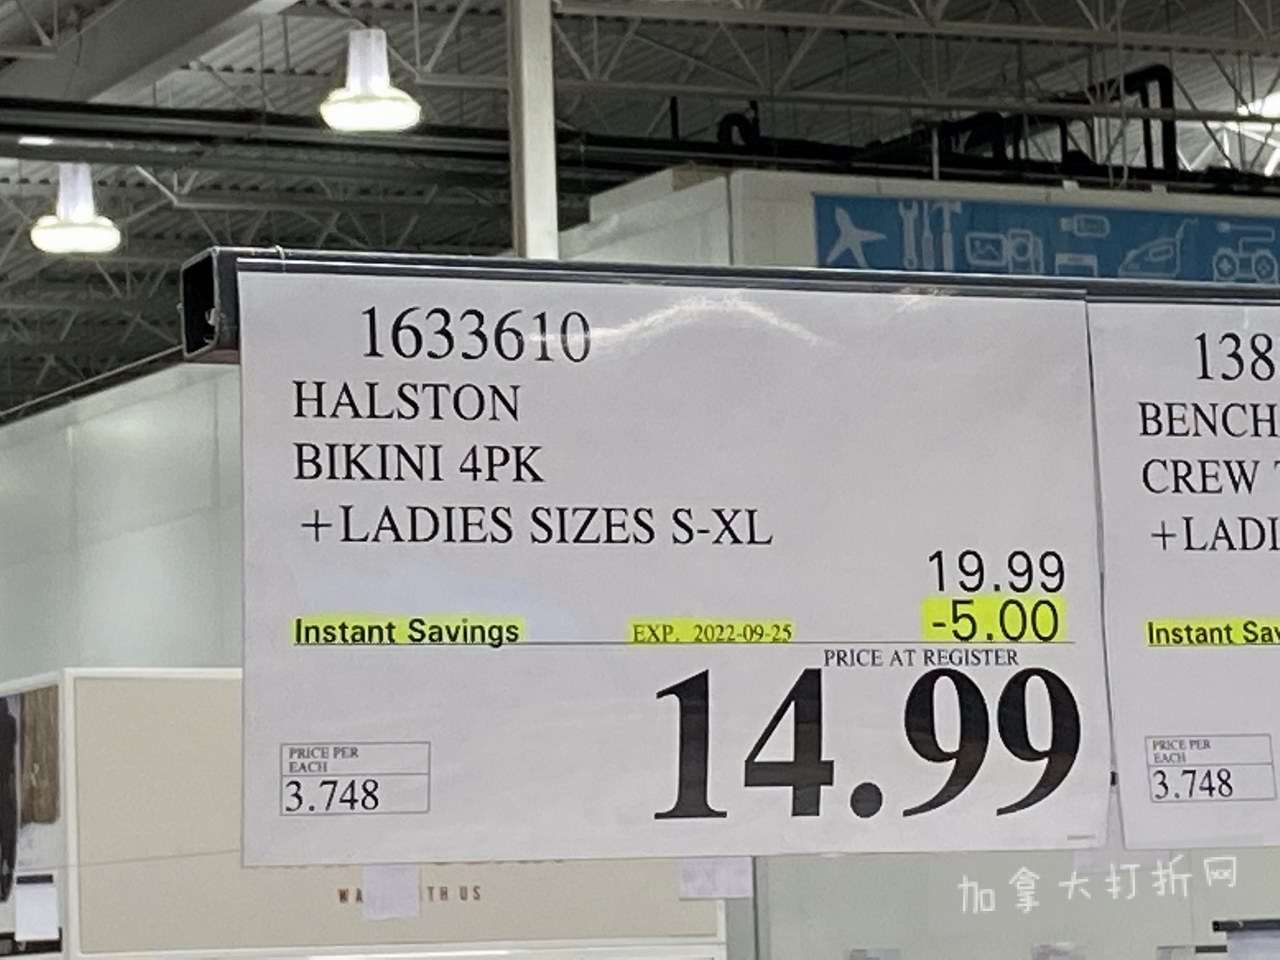 1633610
HALSTON
BIKINI 4PK
+LADIES SIZES S-XL
19.99
Instant Savings EXP. 2022-09-25 -5.00
PRICE AT REGISTER
14.99
PRICE PER
EACH
3.748
138
BENCH
CREW
+LADI
Instant Sav
PRICE PER
EACH
3.748
TH US
加拿大打折网